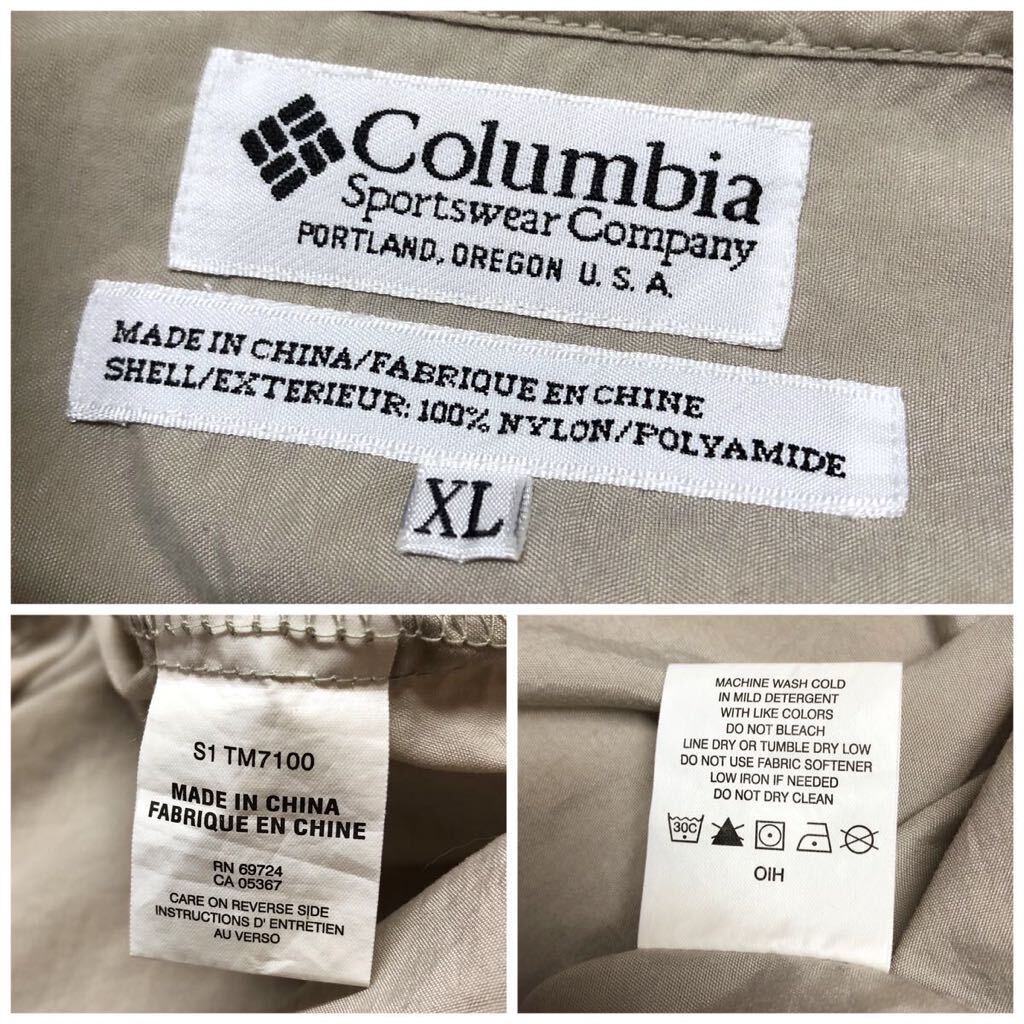 Columbia
Sportswear Company
PORTLAND, OREGON U.S.A.
MADE IN CHINA/FABRIQUE EN CHINE
SHELL/EXTERIEUR: 100% NYLON/POLYAMIDE
XL
S1 TM7100
MADE IN CHINA
FABRIQUE EN CHINE
RN 69724
CA 05367
CARE ON REVERSE SIDE
INSTRUCTIONS D' ENTRETIEN
AU VERSO
MACHINE WASH COLD
IN MILD DETERGENT
WITH LIKE COLORS
DO NOT BLEACH
LINE DRY OR TUMBLE DRY LOW
DO NOT USE FABRIC SOFTENER
LOW IRON IF NEEDED
DO NOT DRY CLEAN
30C
OIH